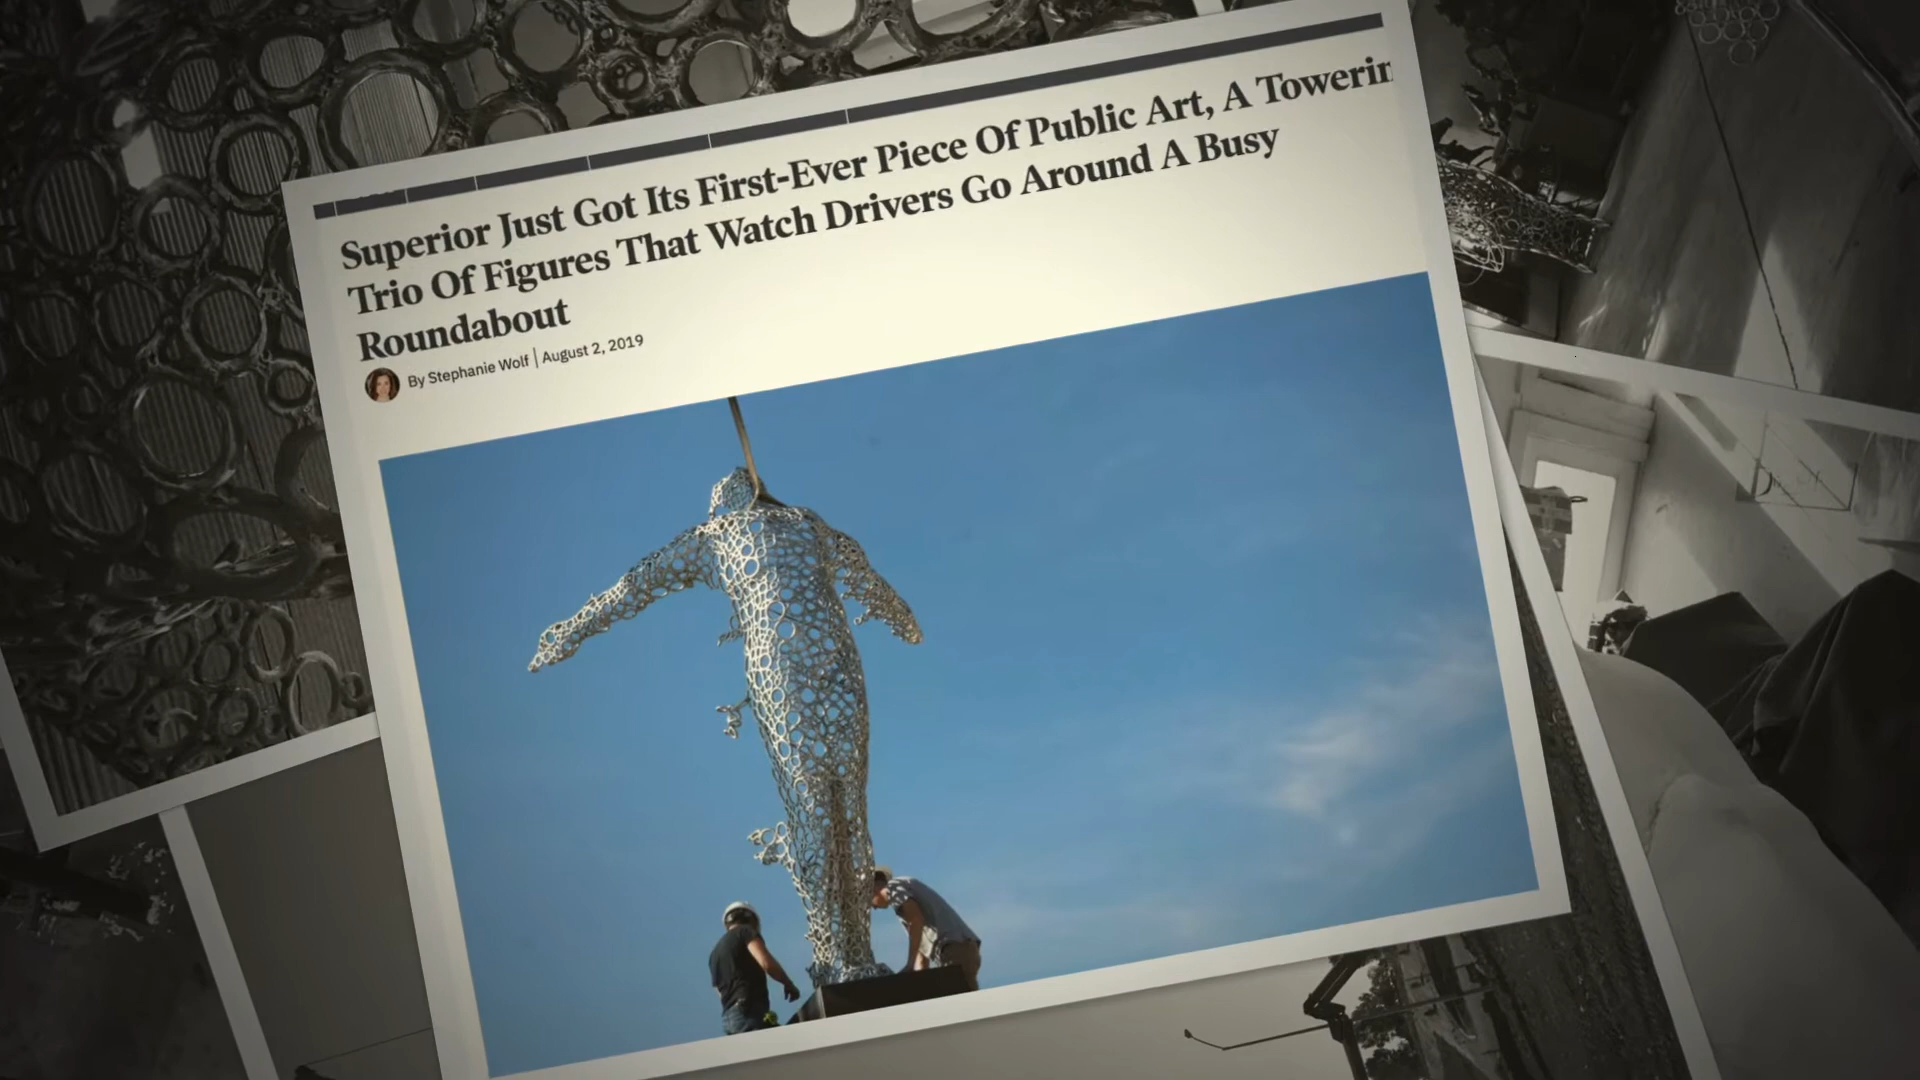 Superior Just Got Its First-Ever Piece Of Public Art, A Towerin
Trio Of Figures That Watch Drivers Go Around A Busy
Roundabout
By Stephanie Wolf | August 2, 2019